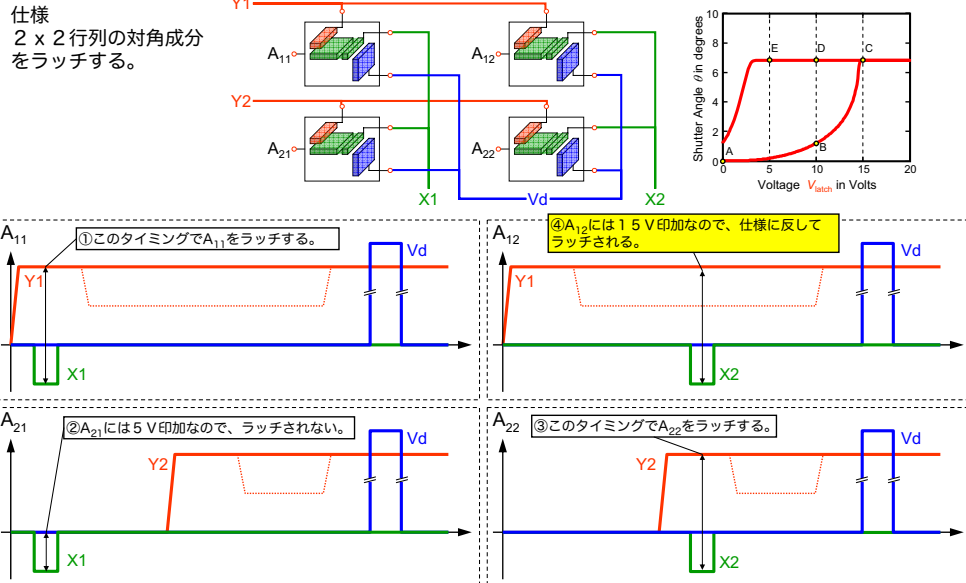 仕様
２ｘ２行列の対角成分
をラッチする。
Y1
A11
A12
Y2
A21
A22
X1
Vd
X2
Shutter Angle θ in degrees
10
8
6
4
2
0
E
D
C
A
B
0
5
10
15
20
Voltage Vlatch in Volts
A11
①このタイミングでA11をラッチする。
Vd
Y1
X1
A12
④A12には１５Ｖ印加なので、仕様に反して
ラッチされる。
Vd
Y1
X2
A21
②A21には５Ｖ印加なので、ラッチされない。
Vd
Y2
X1
A22
③このタイミングでA22をラッチする。
Vd
Y2
X2